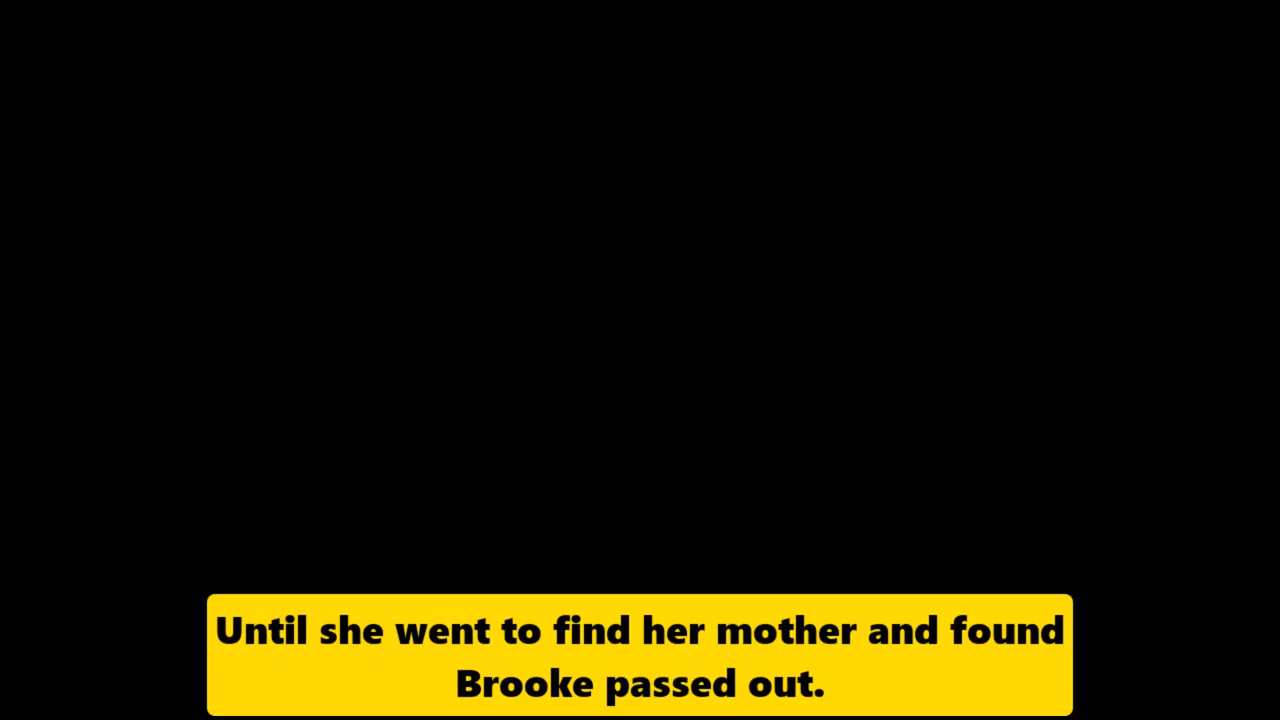 Until she went to find her mother and found
Brooke passed out.